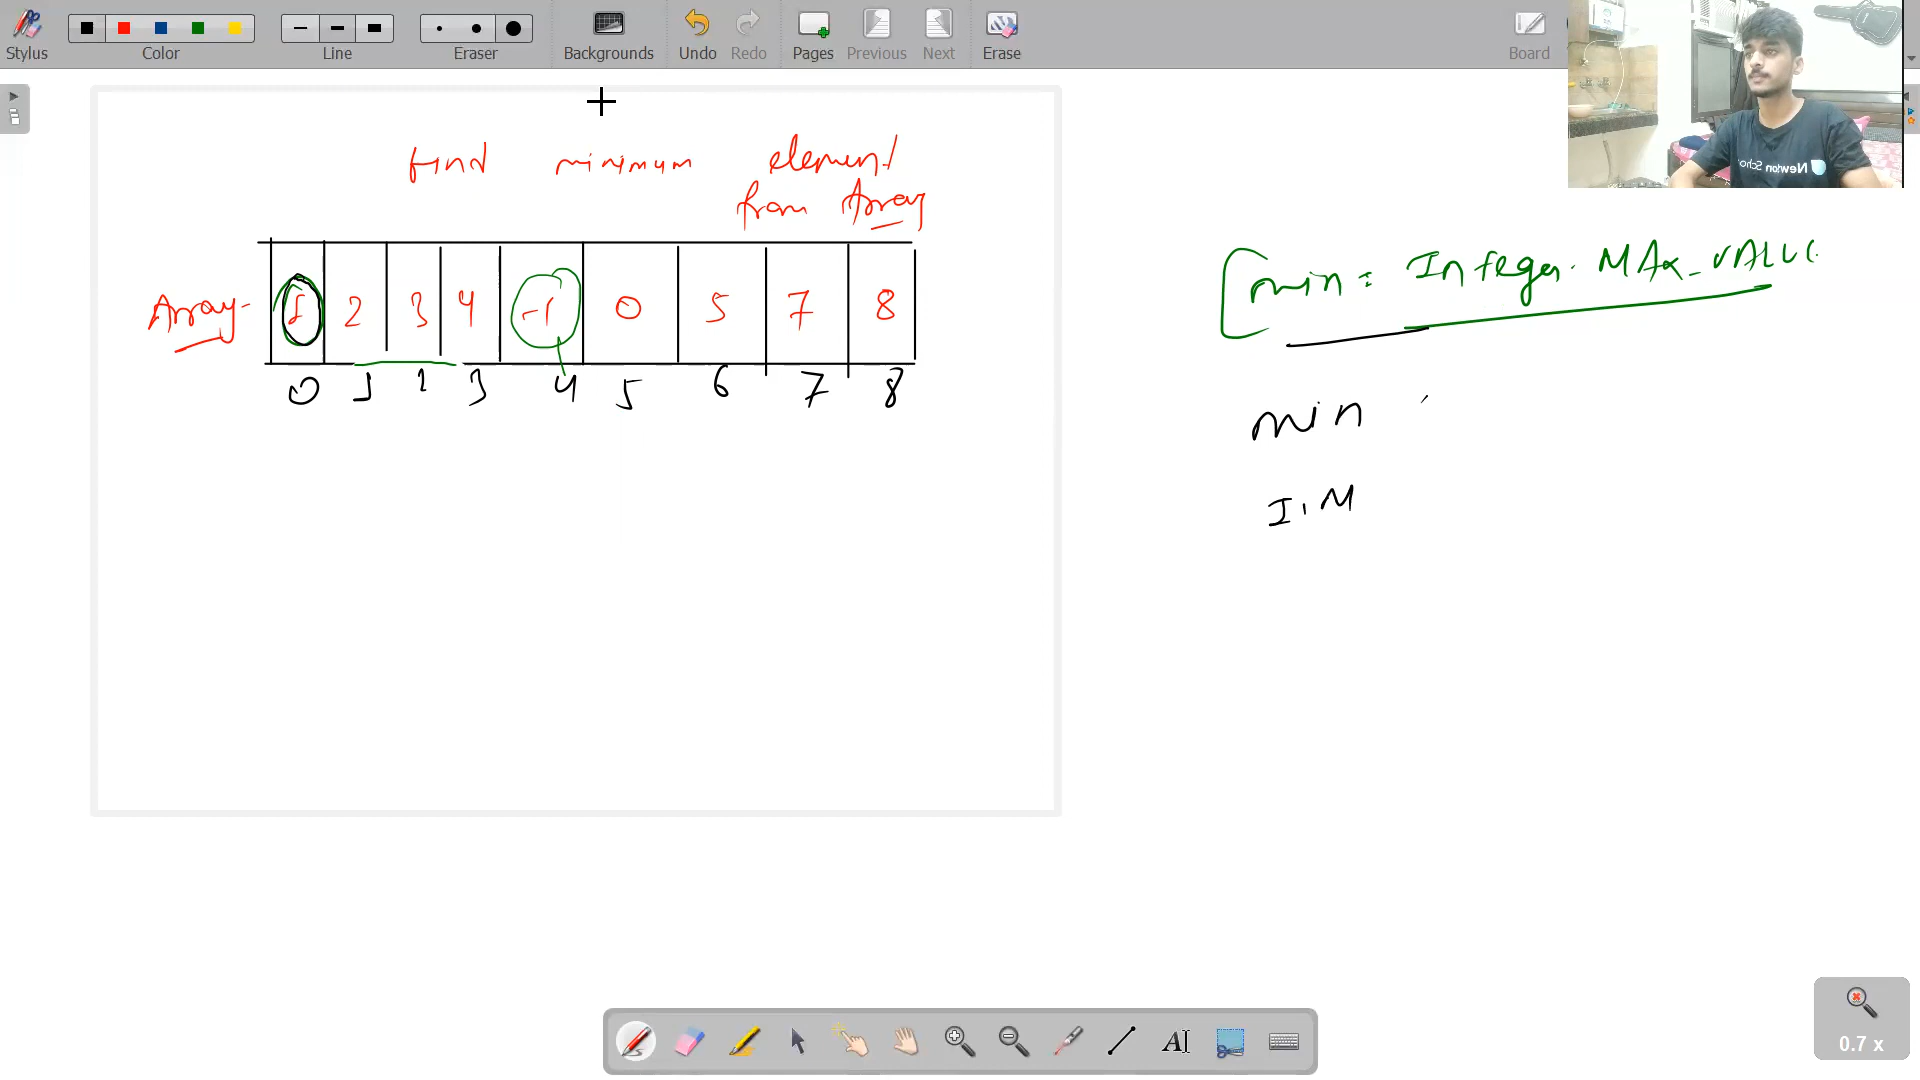 Stylus
Color
Line
Eraser
Backgrounds
Undo
Redo
Pages
Previous
Next
Erase
Board
find minimum element
from Array
Array-
1 2 3 4 -1 0 5 7 8
0 1 2 3 4 5 6 7 8
min = Integer. MAx_VALUE
min
I.M
Newton Scho
0.7 x